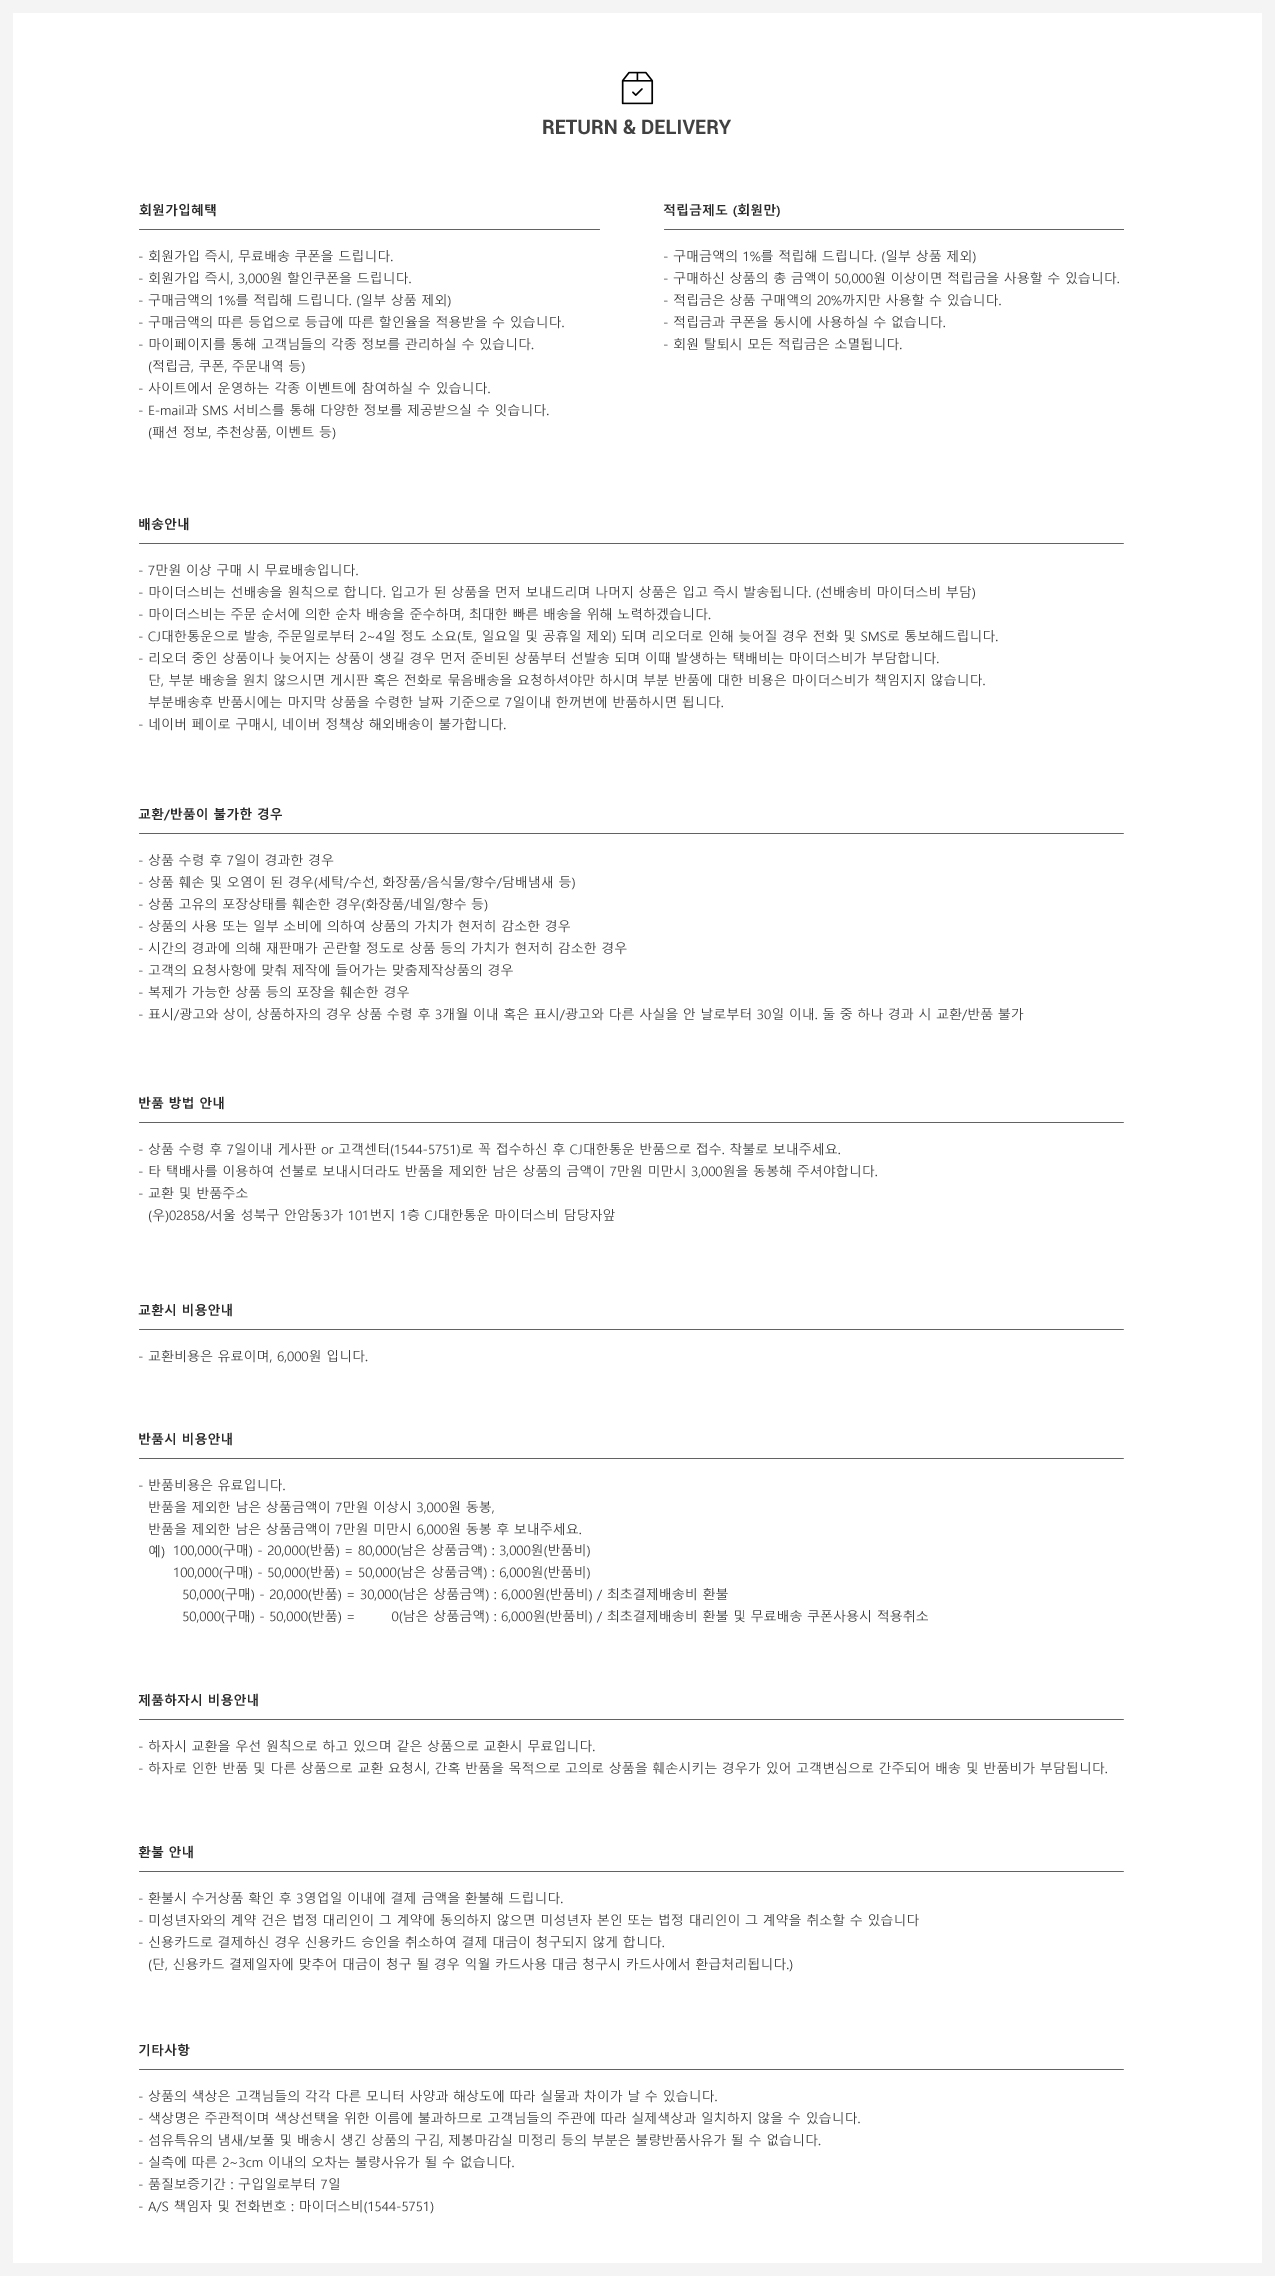 RETURN & DELIVERY
회원가입혜택
- 회원가입 즉시, 무료배송 쿠폰을 드립니다.
- 회원가입 즉시, 3,000원 할인쿠폰을 드립니다.
- 구매금액의 1%를 적립해 드립니다. (일부 상품 제외)
- 구매금액의 따른 등업으로 등급에 따른 할인율을 적용받을 수 있습니다.
- 마이페이지를 통해 고객님들의 각종 정보를 관리하실 수 있습니다.
(적립금, 쿠폰, 주문내역 등)
- 사이트에서 운영하는 각종 이벤트에 참여하실 수 있습니다.
- E-mail과 SMS 서비스를 통해 다양한 정보를 제공받으실 수 잇습니다.
(패션 정보, 추천상품, 이벤트 등)
적립금제도 (회원만)
- 구매금액의 1%를 적립해 드립니다. (일부 상품 제외)
- 구매하신 상품의 총 금액이 50,000원 이상이면 적립금을 사용할 수 있습니다.
- 적립금은 상품 구매액의 20%까지만 사용할 수 있습니다.
- 적립금과 쿠폰을 동시에 사용하실 수 없습니다.
- 회원 탈퇴시 모든 적립금은 소멸됩니다.
배송안내
- 7만원 이상 구매 시 무료배송입니다.
- 마이더스비는 선배송을 원칙으로 합니다. 입고가 된 상품을 먼저 보내드리며 나머지 상품은 입고 즉시 발송됩니다. (선배송비 마이더스비 부담)
- 마이더스비는 주문 순서에 의한 순차 배송을 준수하며, 최대한 빠른 배송을 위해 노력하겠습니다.
- CJ대한통운으로 발송, 주문일로부터 2~4일 정도 소요(토, 일요일 및 공휴일 제외) 되며 리오더로 인해 늦어질 경우 전화 및 SMS로 통보해드립니다.
- 리오더 중인 상품이나 늦어지는 상품이 생길 경우 먼저 준비된 상품부터 선발송 되며 이때 발생하는 택배비는 마이더스비가 부담합니다.
단, 부분 배송을 원치 않으시면 게시판 혹은 전화로 묶음배송을 요청하셔야만 하시며 부분 반품에 대한 비용은 마이더스비가 책임지지 않습니다.
부분배송후 반품시에는 마지막 상품을 수령한 날짜 기준으로 7일이내 한꺼번에 반품하시면 됩니다.
- 네이버 페이로 구매시, 네이버 정책상 해외배송이 불가합니다.
교환/반품이 불가한 경우
- 상품 수령 후 7일이 경과한 경우
- 상품 훼손 및 오염이 된 경우(세탁/수선, 화장품/음식물/향수/담배냄새 등)
- 상품 고유의 포장상태를 훼손한 경우(화장품/네일/향수 등)
- 상품의 사용 또는 일부 소비에 의하여 상품의 가치가 현저히 감소한 경우
- 시간의 경과에 의해 재판매가 곤란할 정도로 상품 등의 가치가 현저히 감소한 경우
- 고객의 요청사항에 맞춰 제작에 들어가는 맞춤제작상품의 경우
- 복제가 가능한 상품 등의 포장을 훼손한 경우
- 표시/광고와 상이, 상품하자의 경우 상품 수령 후 3개월 이내 혹은 표시/광고와 다른 사실을 안 날로부터 30일 이내. 둘 중 하나 경과 시 교환/반품 불가
반품 방법 안내
- 상품 수령 후 7일이내 게사판 or 고객센터(1544-5751)로 꼭 접수하신 후 CJ대한통운 반품으로 접수. 착불로 보내주세요.
- 타 택배사를 이용하여 선불로 보내시더라도 반품을 제외한 남은 상품의 금액이 7만원 미만시 3,000원을 동봉해 주셔야합니다.
- 교환 및 반품주소
(우)02858/서울 성북구 안암동3가 101번지 1층 CJ대한통운 마이더스비 담당자앞
교환시 비용안내
- 교환비용은 유료이며, 6,000원 입니다.
반품시 비용안내
- 반품비용은 유료입니다.
반품을 제외한 남은 상품금액이 7만원 이상시 3,000원 동봉,
반품을 제외한 남은 상품금액이 7만원 미만시 6,000원 동봉 후 보내주세요.
예) 100,000(구매) - 20,000(반품) = 80,000(남은 상품금액) : 3,000원(반품비)
100,000(구매) - 50,000(반품) = 50,000(남은 상품금액) : 6,000원(반품비)
50,000(구매) - 20,000(반품) = 30,000(남은 상품금액) : 6,000원(반품비) / 최초결제배송비 환불
50,000(구매) - 50,000(반품) = 0(남은 상품금액) : 6,000원(반품비) / 최초결제배송비 환불 및 무료배송 쿠폰사용시 적용취소
제품하자시 비용안내
- 하자시 교환을 우선 원칙으로 하고 있으며 같은 상품으로 교환시 무료입니다.
- 하자로 인한 반품 및 다른 상품으로 교환 요청시, 간혹 반품을 목적으로 고의로 상품을 훼손시키는 경우가 있어 고객변심으로 간주되어 배송 및 반품비가 부담됩니다.
환불 안내
- 환불시 수거상품 확인 후 3영업일 이내에 결제 금액을 환불해 드립니다.
- 미성년자와의 계약 건은 법정 대리인이 그 계약에 동의하지 않으면 미성년자 본인 또는 법정 대리인이 그 계약을 취소할 수 있습니다
- 신용카드로 결제하신 경우 신용카드 승인을 취소하여 결제 대금이 청구되지 않게 합니다.
(단, 신용카드 결제일자에 맞추어 대금이 청구 될 경우 익월 카드사용 대금 청구시 카드사에서 환급처리됩니다.)
기타사항
- 상품의 색상은 고객님들의 각각 다른 모니터 사양과 해상도에 따라 실물과 차이가 날 수 있습니다.
- 색상명은 주관적이며 색상선택을 위한 이름에 불과하므로 고객님들의 주관에 따라 실제색상과 일치하지 않을 수 있습니다.
- 섬유특유의 냄새/보풀 및 배송시 생긴 상품의 구김, 제봉마감실 미정리 등의 부분은 불량반품사유가 될 수 없습니다.
- 실측에 따른 2~3cm 이내의 오차는 불량사유가 될 수 없습니다.
- 품질보증기간 : 구입일로부터 7일
- A/S 책임자 및 전화번호 : 마이더스비(1544-5751)